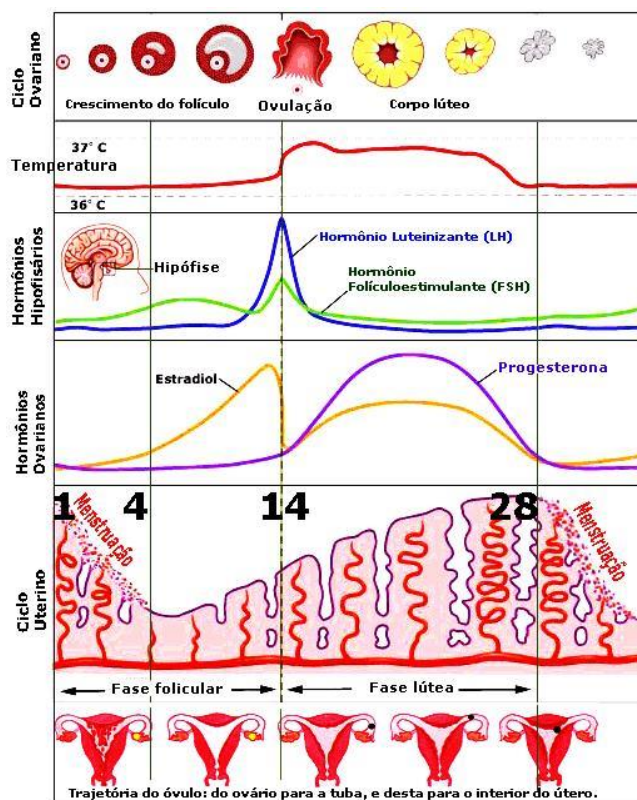 Ciclo
Ovariano
Crescimento do folículo
Ovulação
Corpo lúteo
37° C
Temperatura
36° C
Hormônios
Hipofisários
Hipófise
Hormônio Luteinizante (LH)
Hormônio
Folículoestimulante (FSH)
Hormônios
Ovarianos
Estradiol
Progesterona
Ciclo
Uterino
1 4 14 28
Menstruação
Menstruação
Fase folicular
Fase lútea
Trajetória do óvulo: do ovário para a tuba, e desta para o interior do útero.